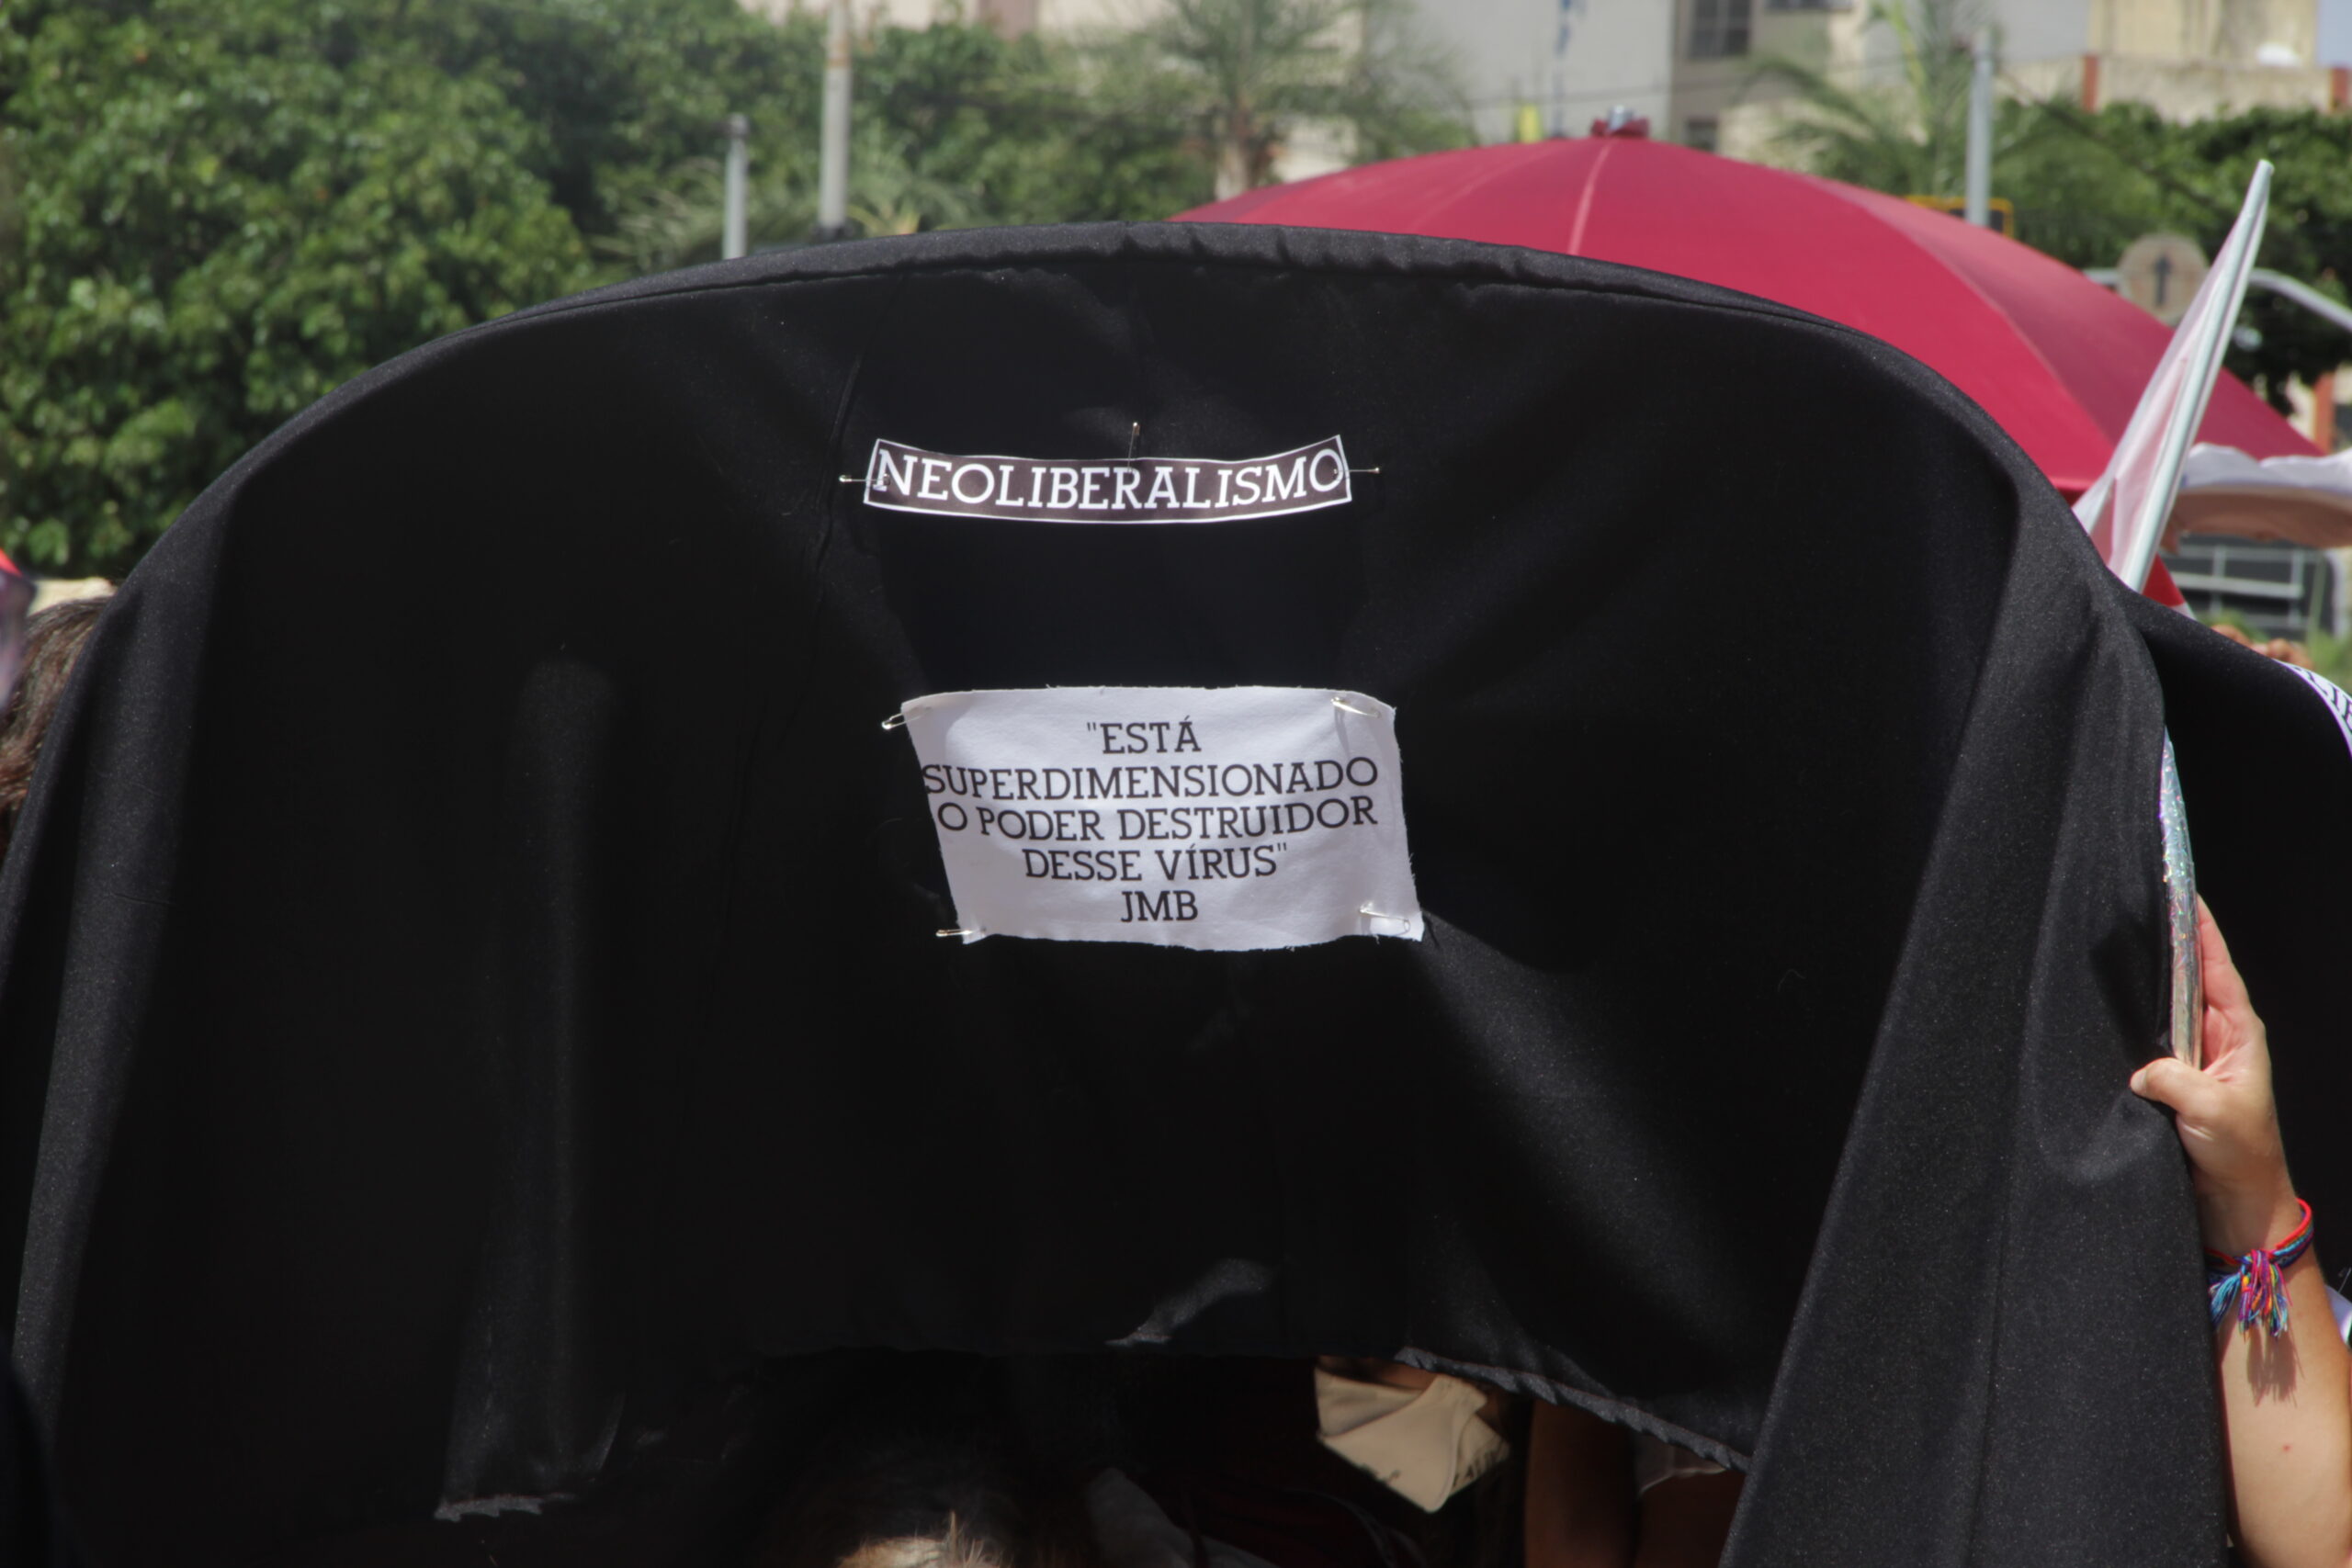 NEOLIBERALISMO
"ESTÁ
SUPERDIMENSIONADO
O PODER DESTRUIDOR
DESSE VÍRUS"
JMB